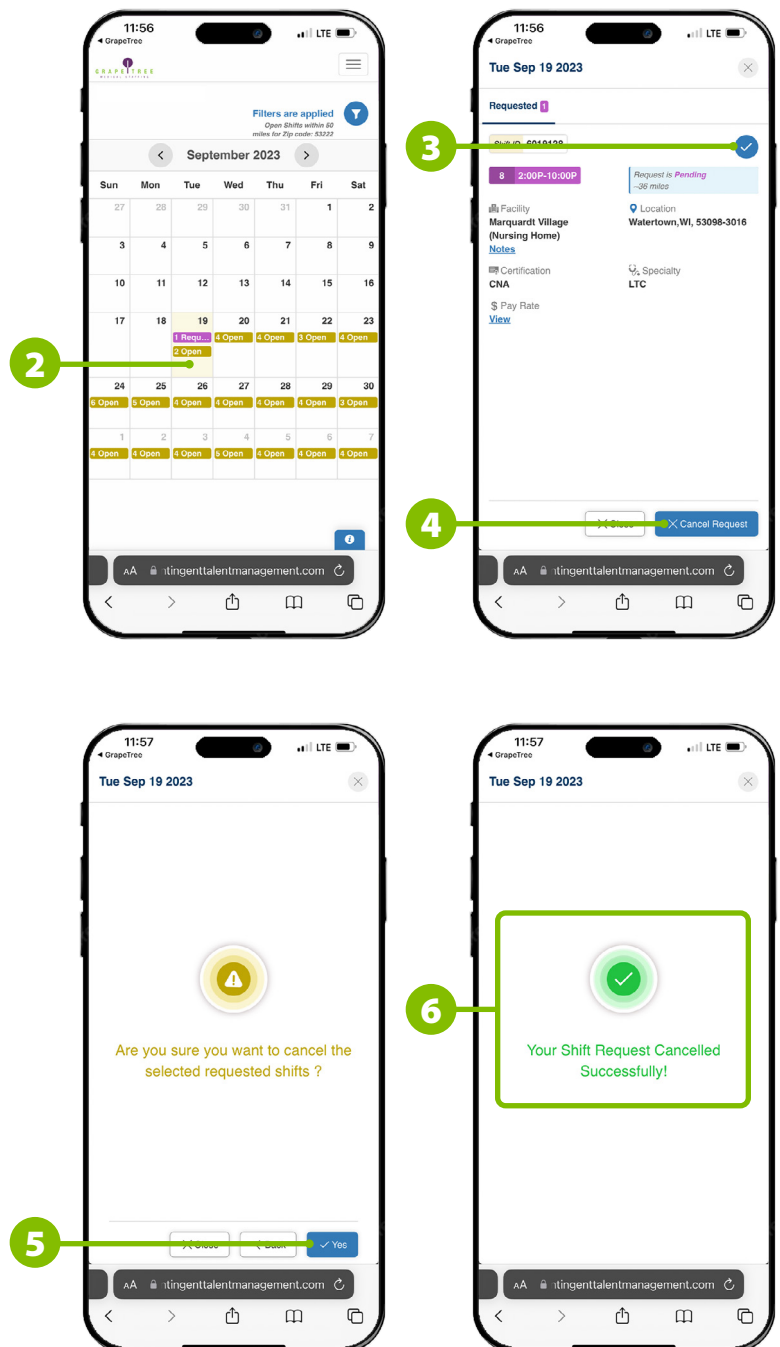 11:56
GrapeTree
LTE
GRAPETREE
MEDICAL STAFFING
Filters are applied
Open Shifts within 60
miles for Zip code: 53222
September 2023
Sun Mon Tue Wed Thu Fri Sat
27 28 29 30 31 1 2
3 4 5 6 7 8 9
10 11 12 13 14 15 16
17 18 19 20 21 22 23
1 Requ... 4 Open 4 Open 3 Open 4 Open
2 Open
2
24 25 26 27 28 29 30
6 Open 5 Open 4 Open 4 Open 4 Open 4 Open 3 Open
1 2 3 4 5 6 7
4 Open 4 Open 4 Open 5 Open 4 Open 4 Open 4 Open
AA ntingenttalentmanagement.com
11:56
GrapeTree
LTE
Tue Sep 19 2023
Requested 1
3
Shift ID 6018128
8 2:00P-10:00P
Request is Pending
~36 miles
Facility
Marquardt Village
(Nursing Home)
Notes
Location
Watertown,WI, 53098-3016
Certification
CNA
Specialty
LTC
$ Pay Rate
View
4
Close
Cancel Request
AA ntingenttalentmanagement.com
11:57
GrapeTree
LTE
Tue Sep 19 2023
Are you sure you want to cancel the
selected requested shifts ?
5
Close
Back
Yes
AA ntingenttalentmanagement.com
11:57
GrapeTree
LTE
Tue Sep 19 2023
6
Your Shift Request Cancelled
Successfully!
AA ntingenttalentmanagement.com